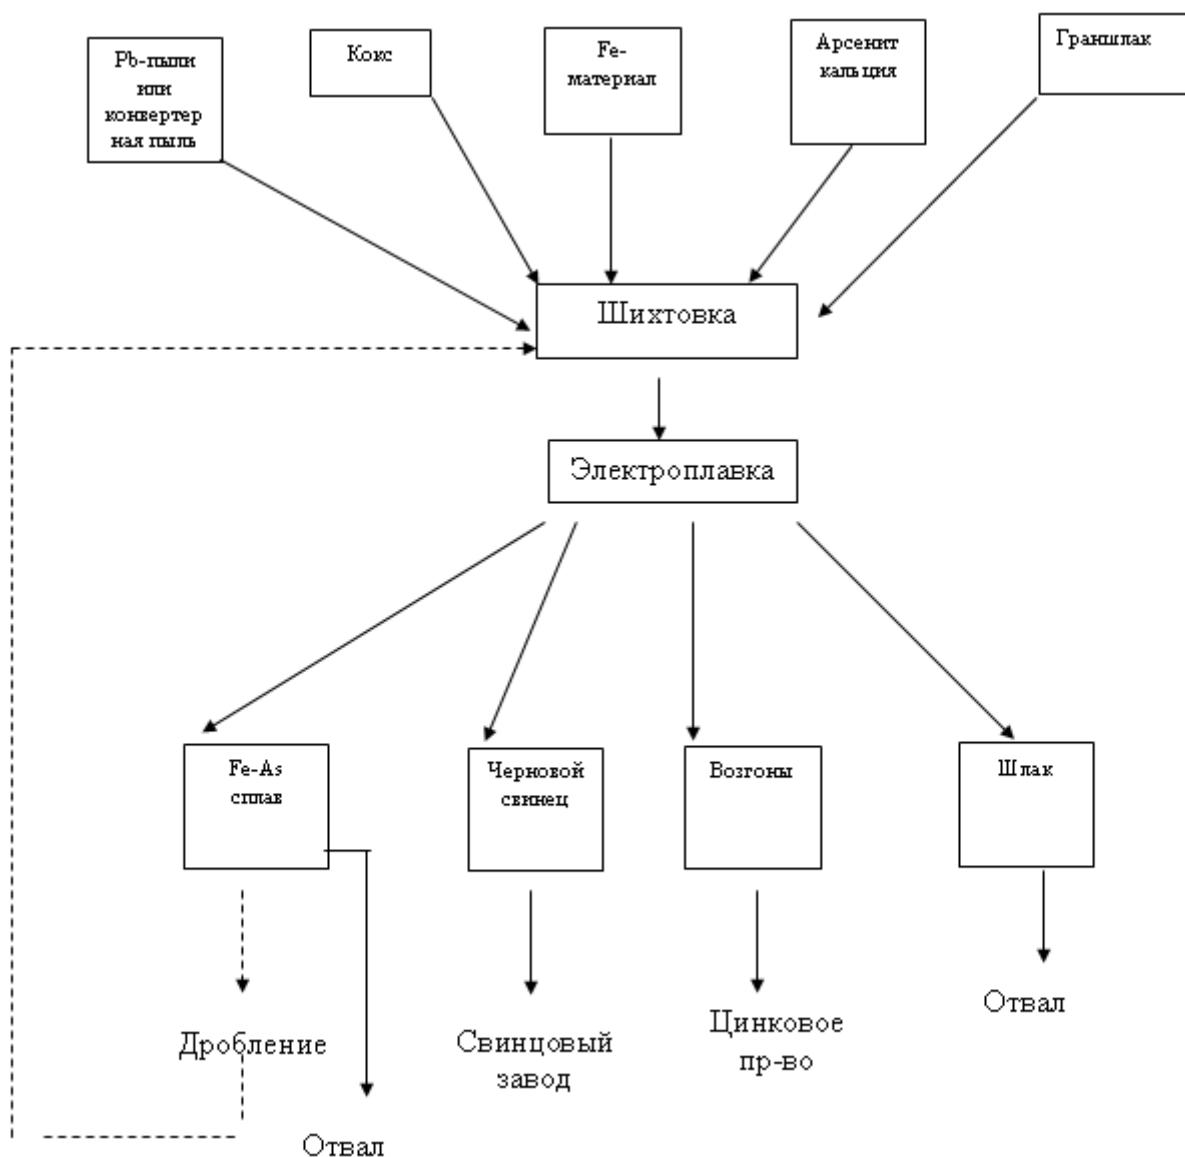 Pb-пыли
или
конвертер
ная пыль
Кокс
Fe-
материал
Арсенит
кальция
Граншлак
Шихтовка
Электроплавка
Fe-As
сплав
Черновой
свинец
Возгоны
Шлак
Дробление
Свинцовый
завод
Цинковое
пр-во
Отвал
Отвал